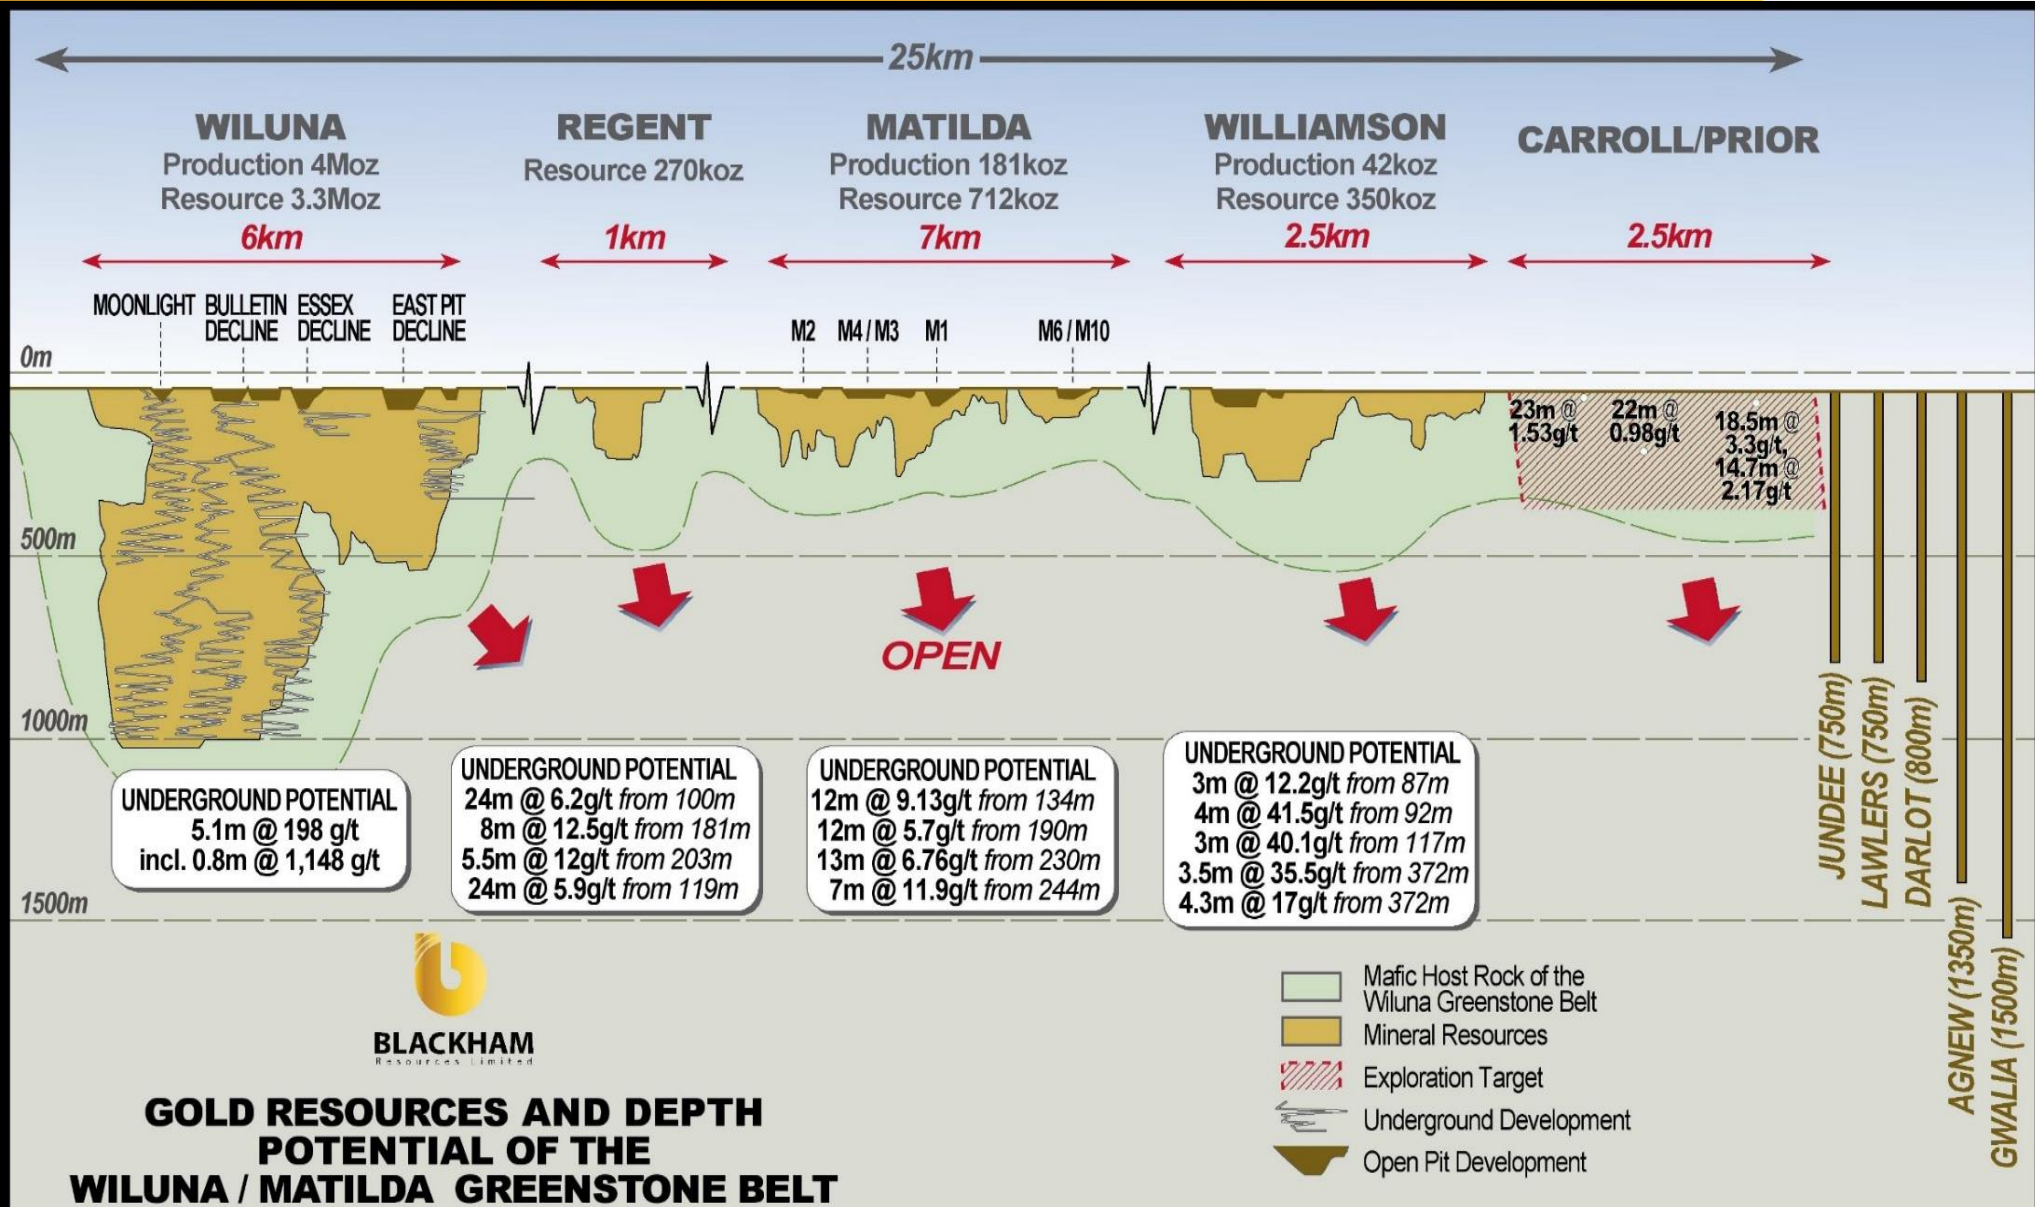 25km
WILUNA
Production 4Moz
Resource 3.3Moz
6km
REGENT
Resource 270koz
1km
MATILDA
Production 181koz
Resource 712koz
7km
WILLIAMSON
Production 42koz
Resource 350koz
2.5km
CARROLL/PRIOR
2.5km
MOONLIGHT
BULLETIN
DECLINE
ESSEX
DECLINE
EAST PIT
DECLINE
M2
M4 / M3
M1
M6 / M10
0m
500m
1000m
1500m
23m @
1.53g/t
22m @
0.98g/t
18.5m @
3.3g/t,
14.7m @
2.17g/t
OPEN
UNDERGROUND POTENTIAL
5.1m @ 198 g/t
incl. 0.8m @ 1,148 g/t
UNDERGROUND POTENTIAL
24m @ 6.2g/t from 100m
8m @ 12.5g/t from 181m
5.5m @ 12g/t from 203m
24m @ 5.9g/t from 119m
UNDERGROUND POTENTIAL
12m @ 9.13g/t from 134m
12m @ 5.7g/t from 190m
13m @ 6.76g/t from 230m
7m @ 11.9g/t from 244m
UNDERGROUND POTENTIAL
3m @ 12.2g/t from 87m
4m @ 41.5g/t from 92m
3m @ 40.1g/t from 117m
3.5m @ 35.5g/t from 372m
4.3m @ 17g/t from 372m
JUNDEE (750m)
LAWLERS (750m)
DARLOT (800m)
AGNEW (1350m)
GWALIA (1500m)
BLACKHAM
Resources Limited
GOLD RESOURCES AND DEPTH
POTENTIAL OF THE
WILUNA / MATILDA GREENSTONE BELT
Mafic Host Rock of the
Wiluna Greenstone Belt
Mineral Resources
Exploration Target
Underground Development
Open Pit Development